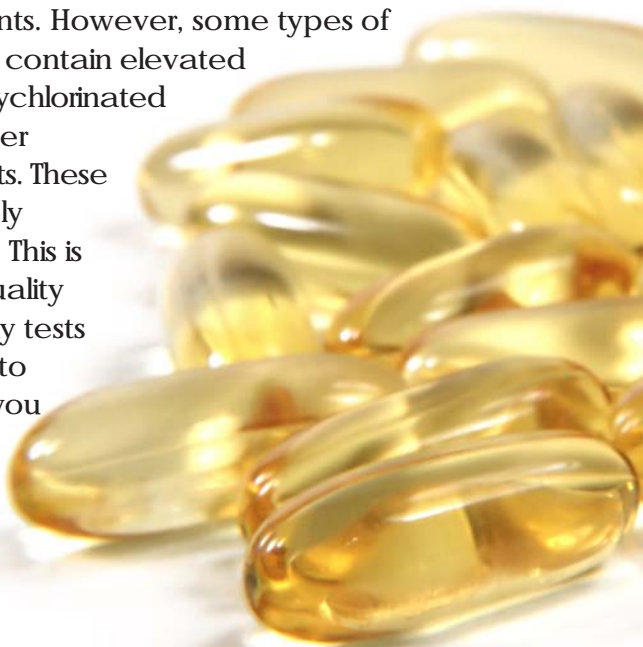 nts. However, some types of
contain elevated
ychlorinated
er
ts. These
ly
This is
uality
y tests
to
you